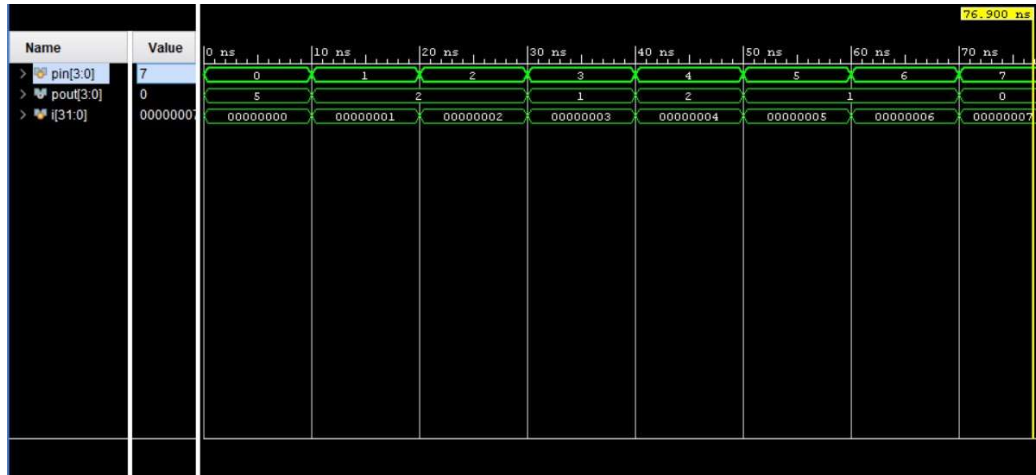 76.900 ns
Name Value 0 ns 10 ns 20 ns 30 ns 40 ns 50 ns 60 ns 70 ns
> pin[3:0] 7 0 1 2 3 4 5 6 7
> pout[3:0] 0 5 2 1 2 1 0
> i[31:0] 00000007 00000000 00000001 00000002 00000003 00000004 00000005 00000006 00000007